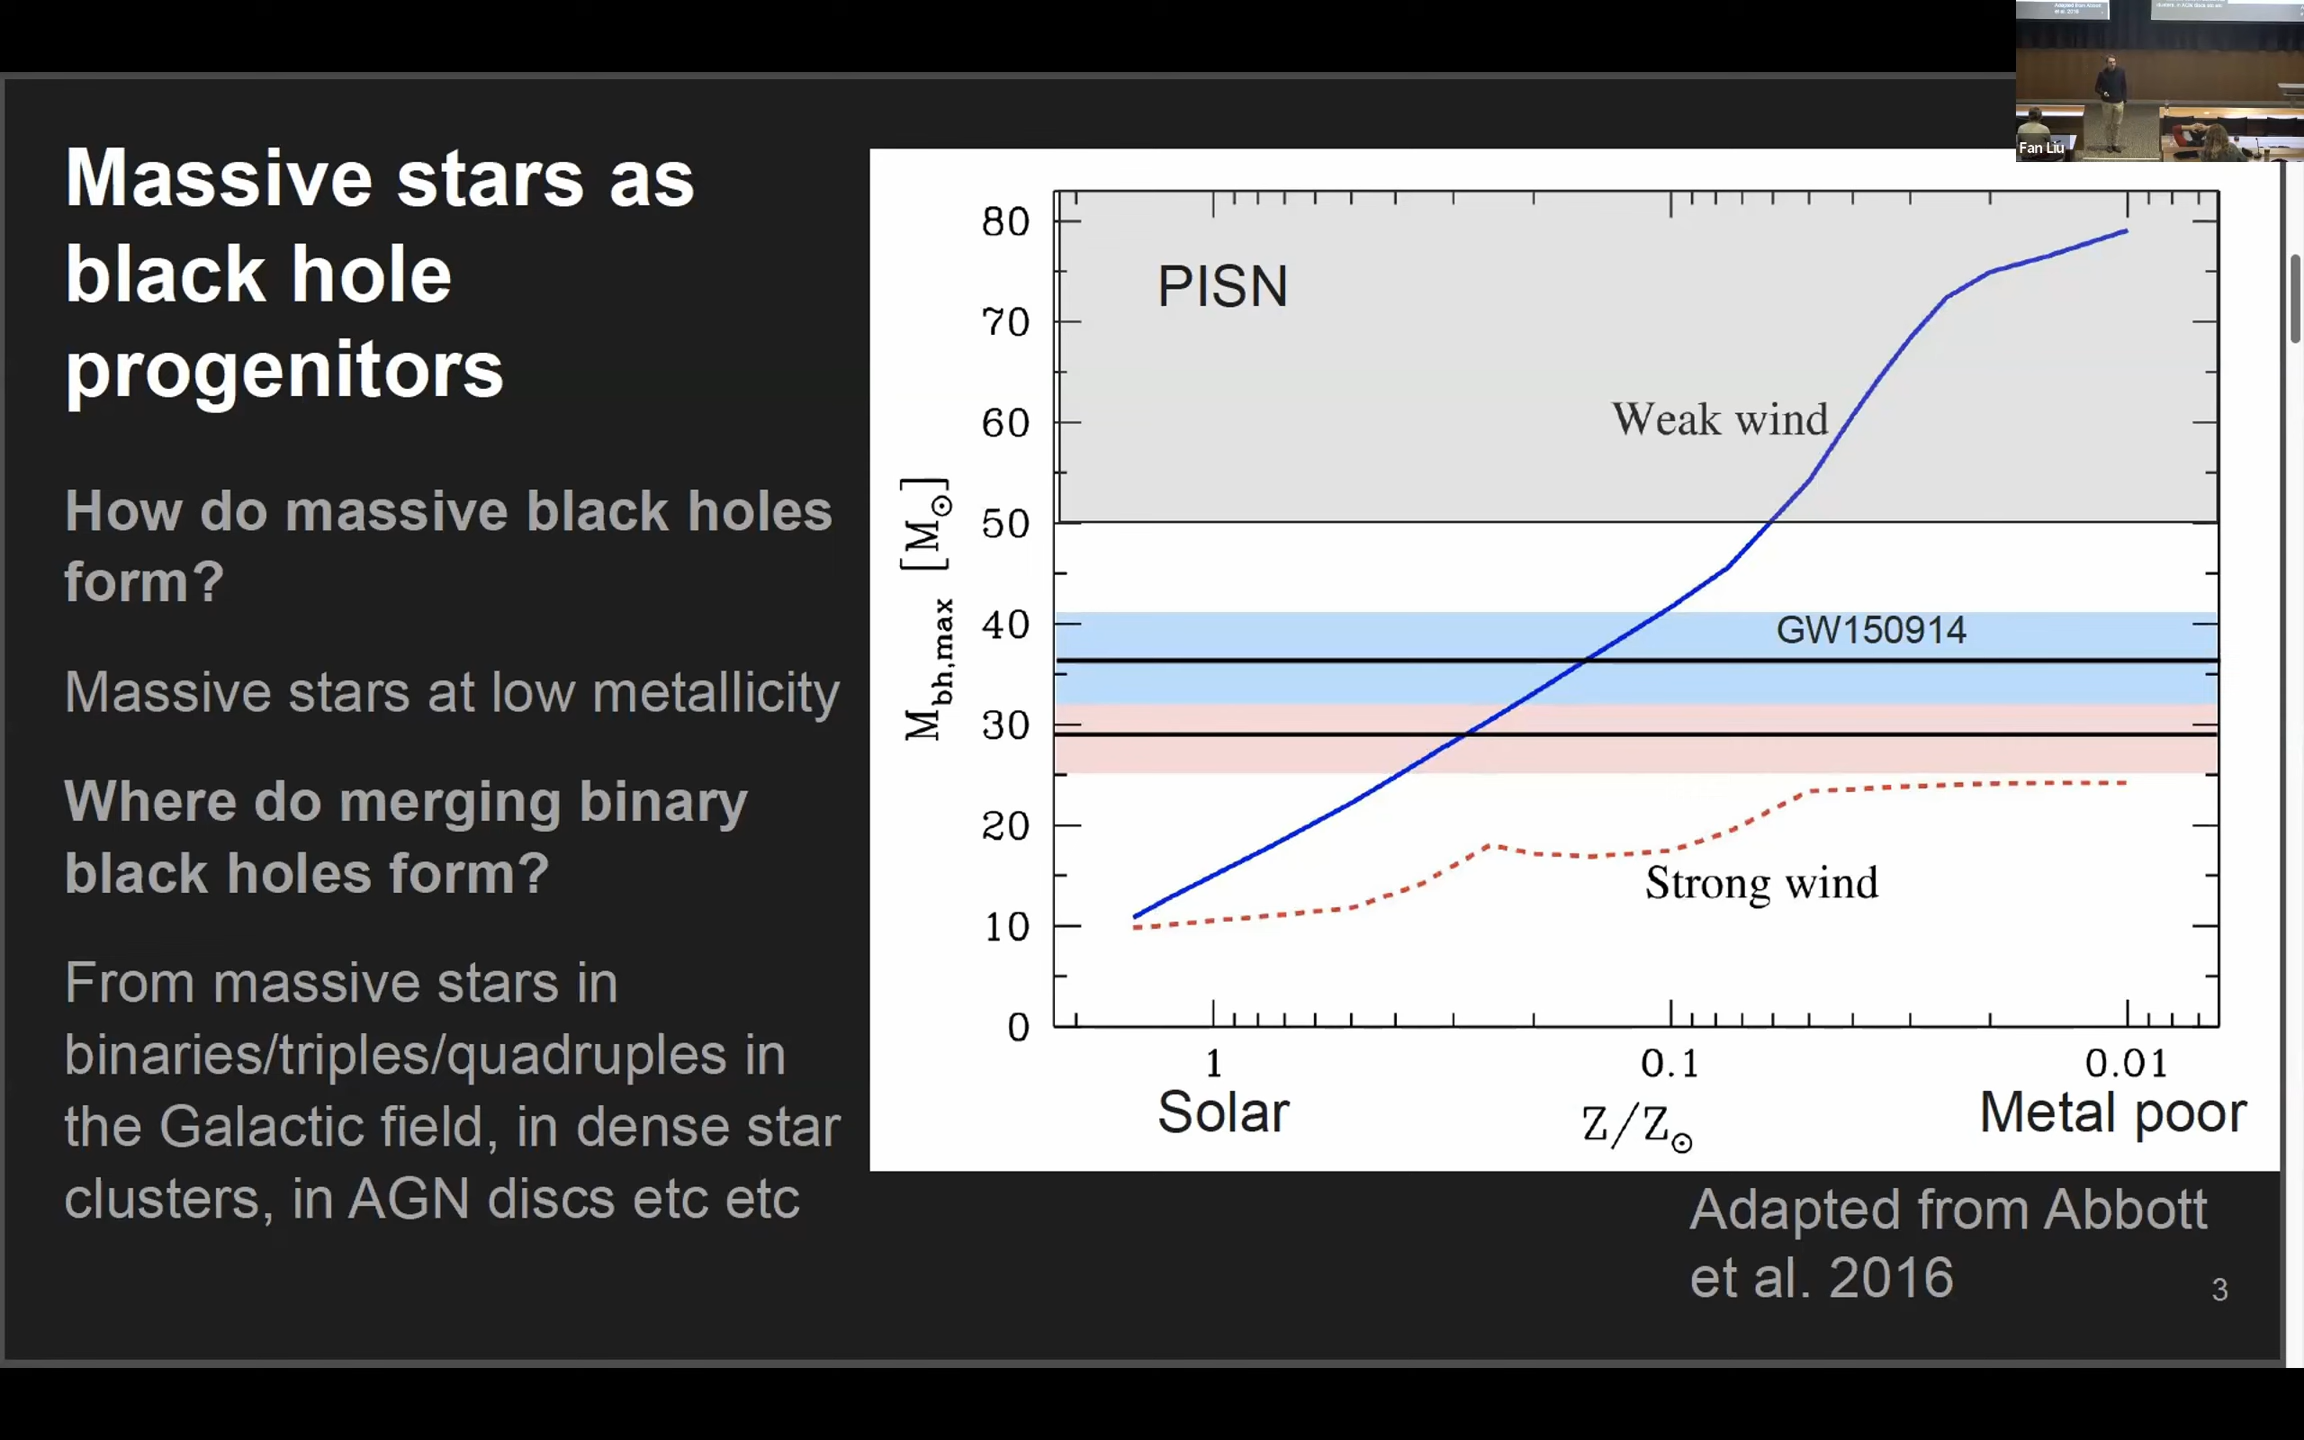 Massive stars as
black hole
progenitors
How do massive black holes
form?
Massive stars at low metallicity
Where do merging binary
black holes form?
From massive stars in
binaries/triples/quadruples in
the Galactic field, in dense star
clusters, in AGN discs etc etc
80
70
60
50
40
30
20
10
0
M_bh,max [M_⊙]
PISN
Weak wind
GW150914
Strong wind
1
0.1
0.01
Solar
Z/Z_⊙
Metal poor
Adapted from Abbott
et al. 2016
3
Fan Liu